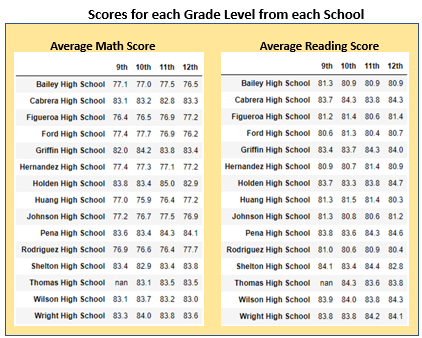 Scores for each Grade Level from each School
Average Math Score
9th 10th 11th 12th
Bailey High School 77.1 77.0 77.5 76.5
Cabrera High School 83.1 83.2 82.8 83.3
Figueroa High School 76.4 76.5 76.9 77.2
Ford High School 77.4 77.7 76.9 76.2
Griffin High School 82.0 84.2 83.8 83.4
Hernandez High School 77.4 77.3 77.1 77.2
Holden High School 83.8 83.4 85.0 82.9
Huang High School 77.0 75.9 76.4 77.2
Johnson High School 77.2 76.7 77.5 76.9
Pena High School 83.6 83.4 84.3 84.1
Rodriguez High School 76.9 76.6 76.4 77.7
Shelton High School 83.4 82.9 83.4 83.8
Thomas High School nan 83.1 83.5 83.5
Wilson High School 83.1 83.7 83.2 83.0
Wright High School 83.3 84.0 83.8 83.6
Average Reading Score
9th 10th 11th 12th
Bailey High School 81.3 80.9 80.9 80.9
Cabrera High School 83.7 84.3 83.8 84.3
Figueroa High School 81.2 81.4 80.6 81.4
Ford High School 80.6 81.3 80.4 80.7
Griffin High School 83.4 83.7 84.3 84.0
Hernandez High School 80.9 80.7 81.4 80.9
Holden High School 83.7 83.3 83.8 84.7
Huang High School 81.3 81.5 81.4 80.3
Johnson High School 81.3 80.8 80.6 81.2
Pena High School 83.8 83.6 84.3 84.6
Rodriguez High School 81.0 80.6 80.9 80.4
Shelton High School 84.1 83.4 84.4 82.8
Thomas High School nan 84.3 83.6 83.8
Wilson High School 83.9 84.0 83.8 84.3
Wright High School 83.8 83.8 84.2 84.1